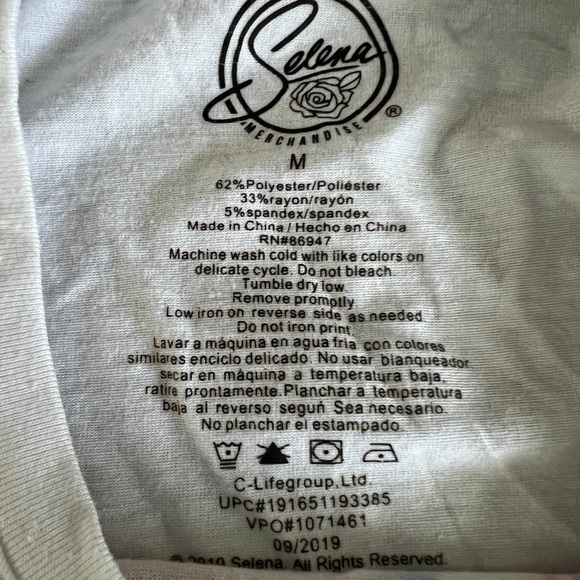 Selena
MERCHANDISE ®
M
62%Polyester/Poliéster
33%rayon/rayón
5%spandex/spandex
Made in China / Hecho en China
RN#86947
Machine wash cold with like colors on
delicate cycle. Do not bleach.
Tumble dry low.
Remove promptly.
Low iron on reverse side as needed.
Do not iron print.
Lavar a máquina en agua fria con colores
similares enciclo delicado. No usar blanqueador
secar en máquina a temperatura baja,
ratire prontamente. Planchar a temperatura
baja al reverso seguń Sea necesario.
No planchar el estampado.
C-Lifegroup,Ltd.
UPC#191651193385
VPO#1071461
09/2019
© 2019 Selena. All Rights Reserved.